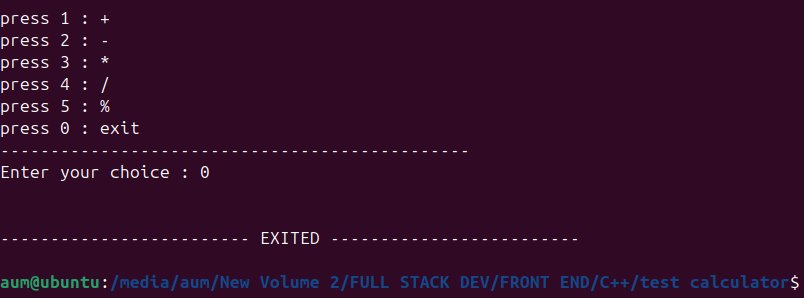 press 1 : +
press 2 : -
press 3 : *
press 4 : /
press 5 : %
press 0 : exit
-----------------------------------------------
Enter your choice : 0
------------------------- EXITED -------------------------
aum@ubuntu:/media/aum/New Volume 2/FULL STACK DEV/FRONT END/C++/test calculator$